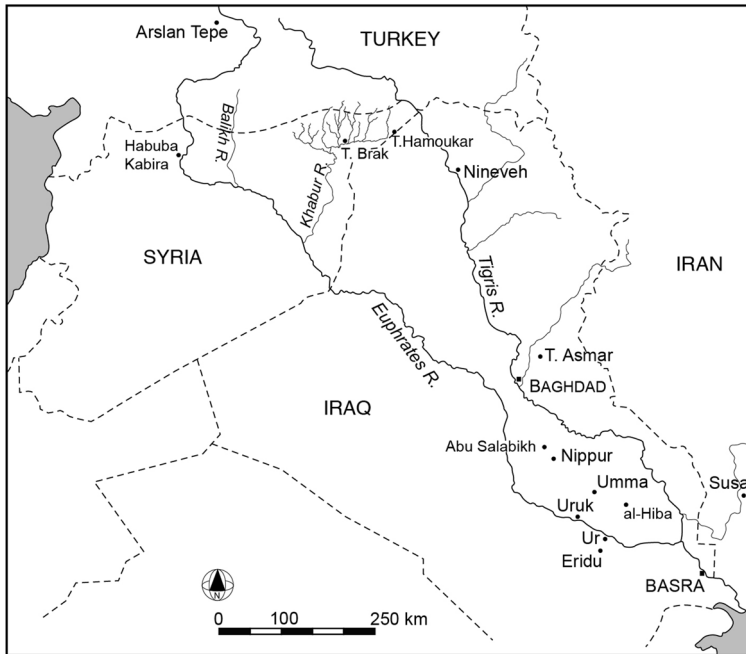 Arslan Tepe
TURKEY
Balikh R.
Habuba
Kabira
T. Brak
T.Hamoukar
Nineveh
Khabur R.
SYRIA
IRAN
Tigris R.
Euphrates R.
T. Asmar
BAGHDAD
IRAQ
Abu Salabikh
Nippur
Umma
Susa
Uruk
al-Hiba
Ur
Eridu
BASRA
N
0 100 250 km